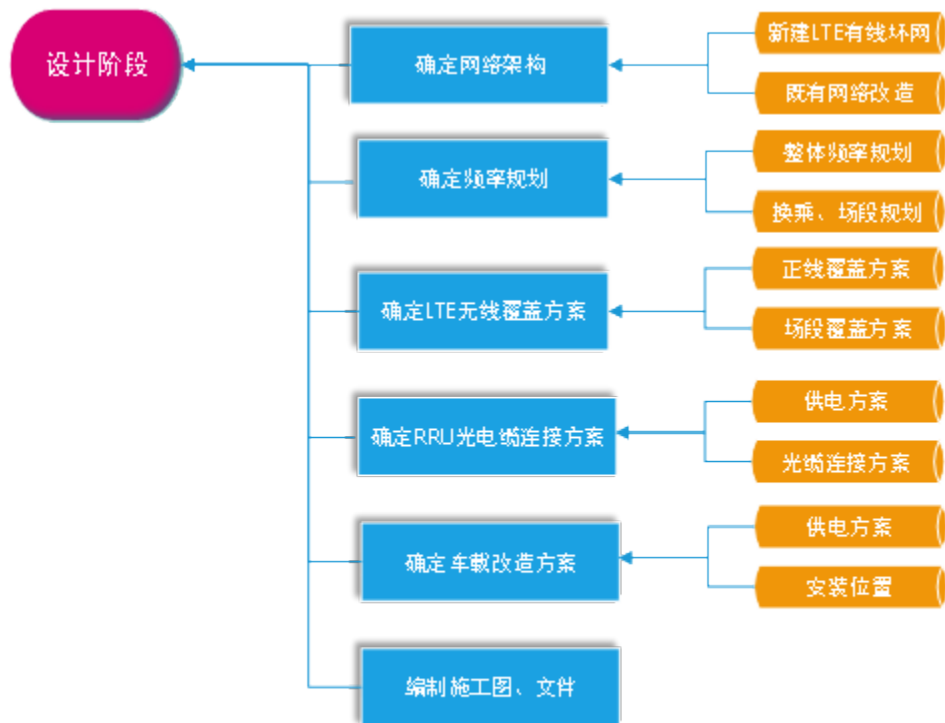 设计阶段
确定网络架构
新建LTE有线环网
既有网络改造
确定频率规划
整体频率规划
换乘、场段规划
确定LTE无线覆盖方案
正线覆盖方案
场段覆盖方案
确定RRU光电缆连接方案
供电方案
光缆连接方案
确定车载改造方案
供电方案
安装位置
编制施工图、文件